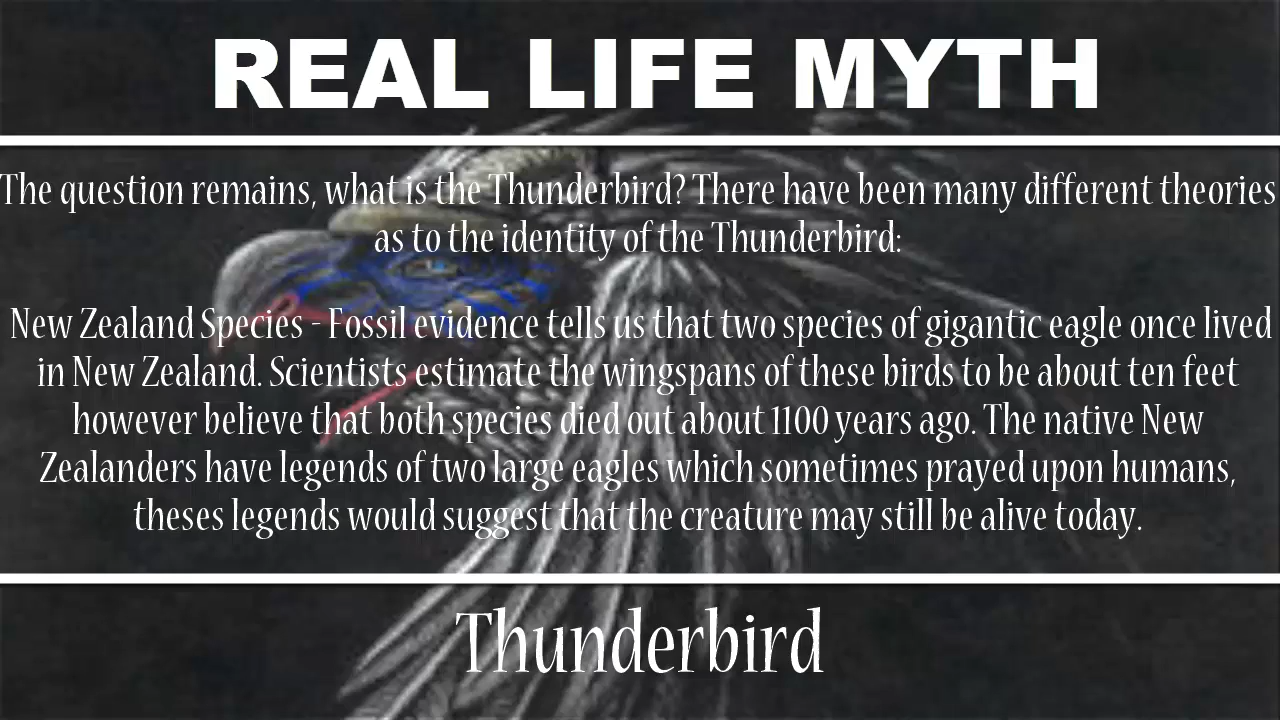 REAL LIFE MYTH
The question remains, what is the Thunderbird? There have been many different theories
as to the identity of the Thunderbird:
New Zealand Species - Fossil evidence tells us that two species of gigantic eagle once lived
in New Zealand. Scientists estimate the wingspans of these birds to be about ten feet
however believe that both species died out about 1100 years ago. The native New
Zealanders have legends of two large eagles which sometimes prayed upon humans,
theses legends would suggest that the creature may still be alive today.
Thunderbird